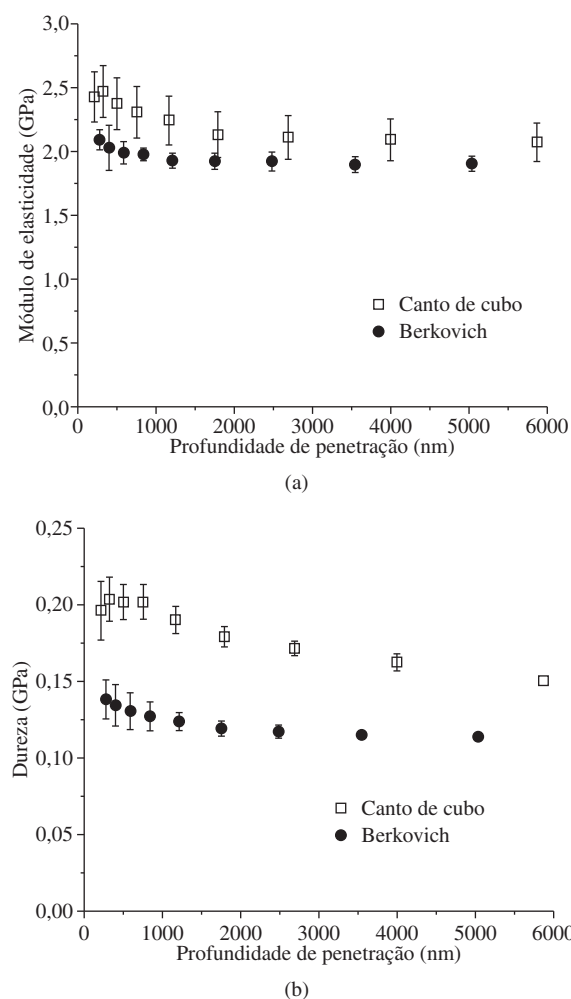 3,0
2,5
2,0
1,5
1,0
0,5
0,0
Módulo de elasticidade (GPa)
Canto de cubo
Berkovich
0 1000 2000 3000 4000 5000 6000
Profundidade de penetração (nm)
(a)
0,25
0,20
0,15
0,10
0,05
0,00
Dureza (GPa)
Canto de cubo
Berkovich
0 1000 2000 3000 4000 5000 6000
Profundidade de penetração (nm)
(b)